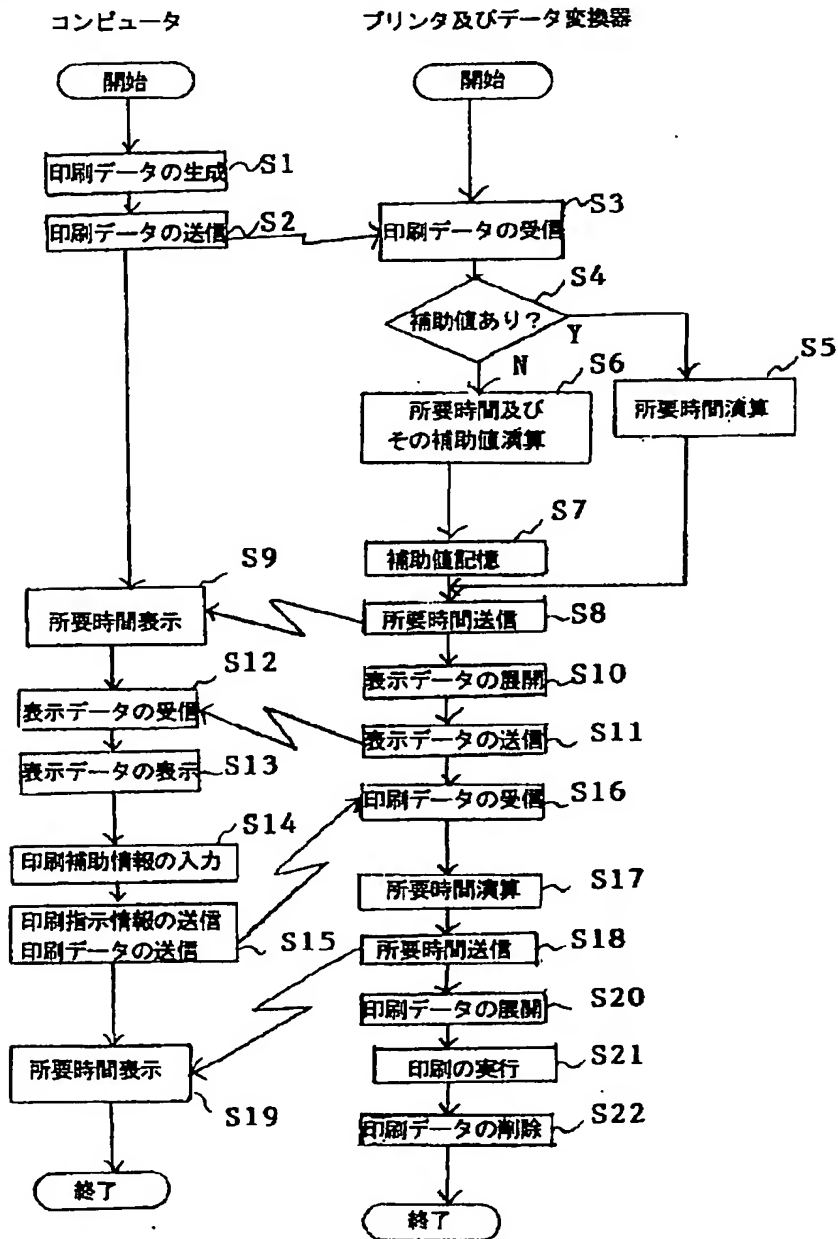 コンピュータ
プリンタ及びデータ変換器
開始
開始
印刷データの生成
S1
印刷データの送信
S2
印刷データの受信
S3
補助値あり?
S4
Y
N
S5
所要時間演算
S6
所要時間及び
その補助値演算
S7
補助値記憶
S9
所要時間表示
所要時間送信
S8
S12
表示データの受信
表示データの展開
S10
表示データの送信
S11
表示データの表示
S13
印刷データの受信
S16
S14
印刷補助情報の入力
所要時間演算
S17
印刷指示情報の送信
印刷データの送信
S15
所要時間送信
S18
印刷データの展開
S20
所要時間表示
S19
印刷の実行
S21
印刷データの削除
S22
終了
終了